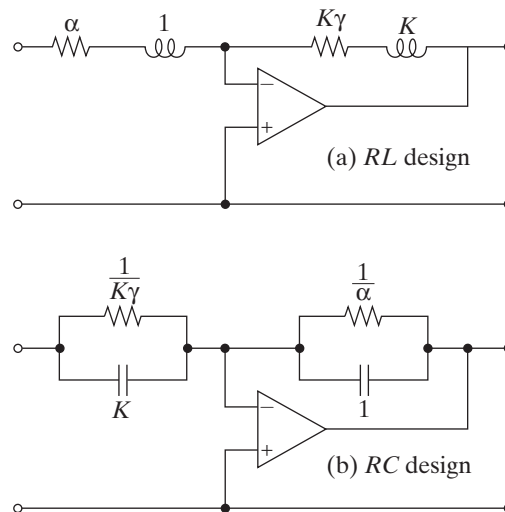 α 1 Kγ K
−
+
(a) RL design
1/Kγ 1/α
K 1
−
+
(b) RC design